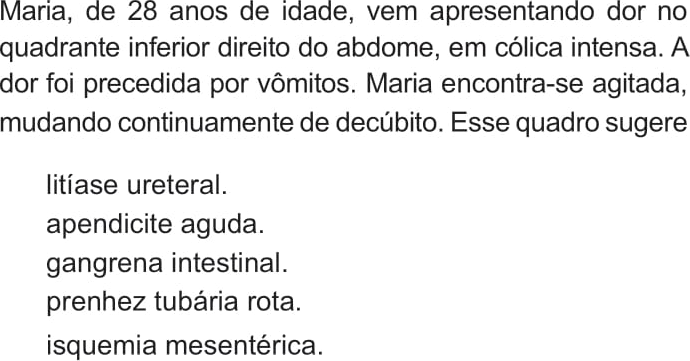 Maria, de 28 anos de idade, vem apresentando dor no
quadrante inferior direito do abdome, em cólica intensa. A
dor foi precedida por vômitos. Maria encontra-se agitada,
mudando continuamente de decúbito. Esse quadro sugere
litíase ureteral.
apendicite aguda.
gangrena intestinal.
prenhez tubária rota.
isquemia mesentérica.